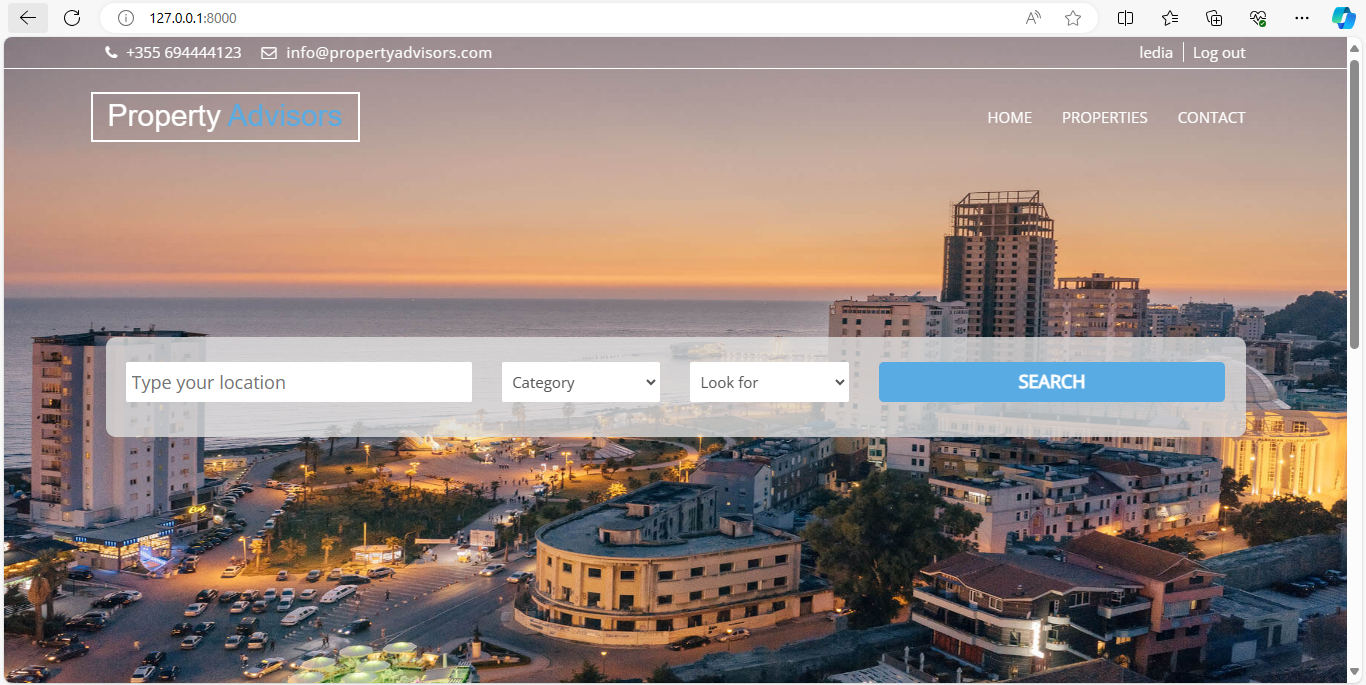 127.0.0.1:8000
+355 694444123 info@propertyadvisors.com ledia Log out
Property Advisors HOME PROPERTIES CONTACT
Type your location Category Look for SEARCH